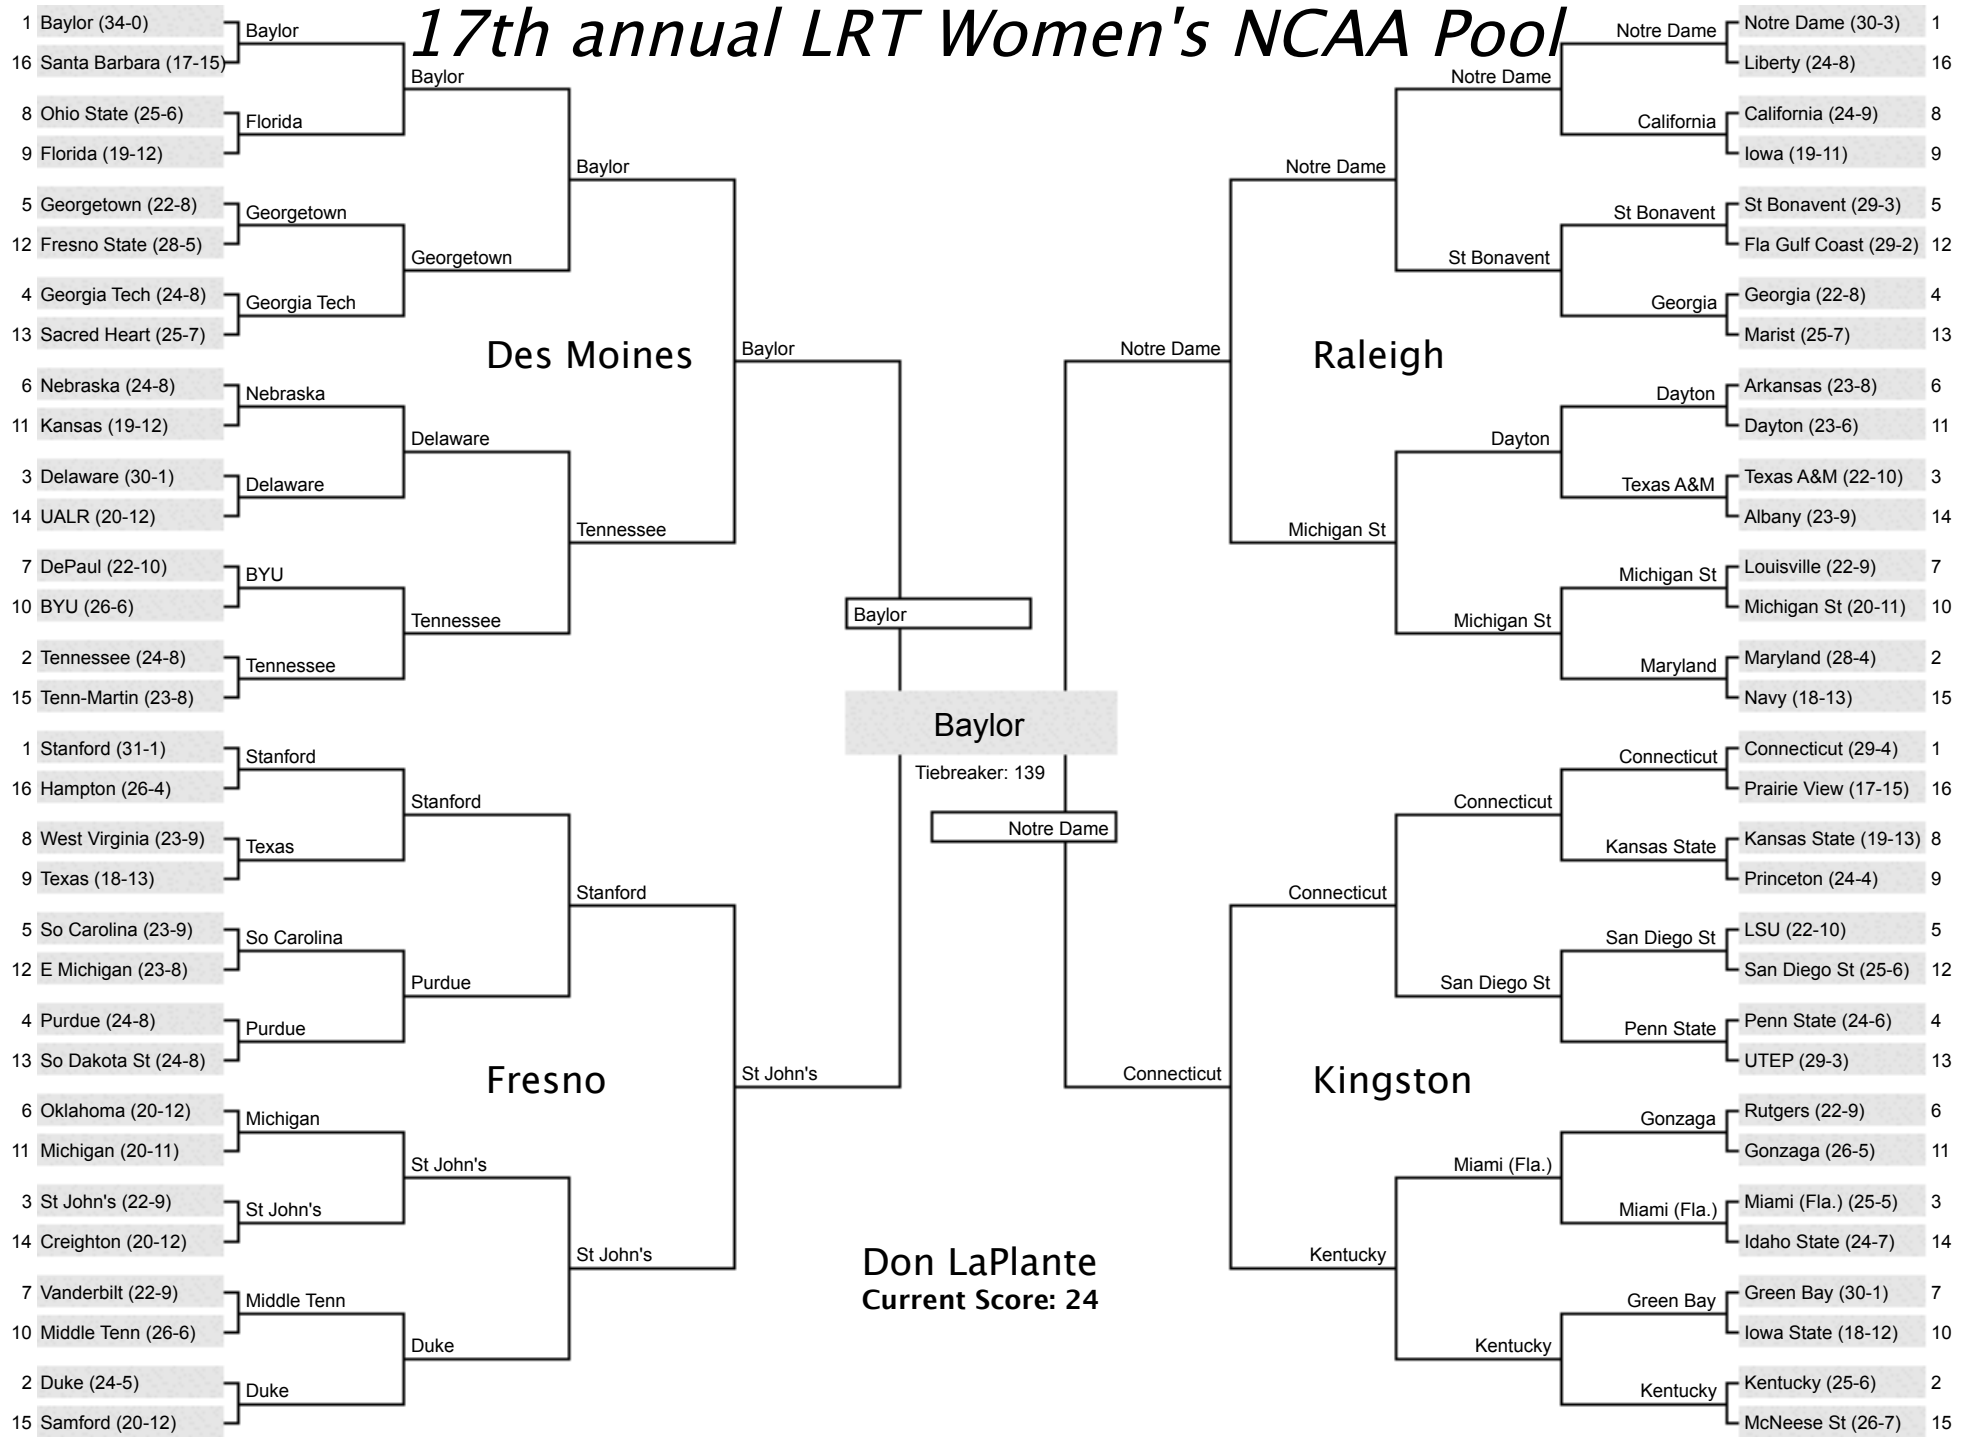 17th annual LRT Women's NCAA Pool
1 Baylor (34-0)
16 Santa Barbara (17-15)
8 Ohio State (25-6)
9 Florida (19-12)
5 Georgetown (22-8)
12 Fresno State (28-5)
4 Georgia Tech (24-8)
13 Sacred Heart (25-7)
6 Nebraska (24-8)
11 Kansas (19-12)
3 Delaware (30-1)
14 UALR (20-12)
7 DePaul (22-10)
10 BYU (26-6)
2 Tennessee (24-8)
15 Tenn-Martin (23-8)
Baylor
Florida
Georgetown
Georgia Tech
Nebraska
Delaware
BYU
Tennessee
Baylor
Georgetown
Delaware
Tennessee
Baylor
Tennessee
Des Moines
Baylor
1 Stanford (31-1)
16 Hampton (26-4)
8 West Virginia (23-9)
9 Texas (18-13)
5 So Carolina (23-9)
12 E Michigan (23-8)
4 Purdue (24-8)
13 So Dakota St (24-8)
6 Oklahoma (20-12)
11 Michigan (20-11)
3 St John's (22-9)
14 Creighton (20-12)
7 Vanderbilt (22-9)
10 Middle Tenn (26-6)
2 Duke (24-5)
15 Samford (20-12)
Stanford
Texas
So Carolina
Purdue
Michigan
St John's
Middle Tenn
Duke
Stanford
Purdue
St John's
Duke
Stanford
St John's
Fresno
St John's
Baylor
Baylor
Tiebreaker: 139
Notre Dame
Don LaPlante
Current Score: 24
Notre Dame (30-3) 1
Liberty (24-8) 16
California (24-9) 8
Iowa (19-11) 9
St Bonavent (29-3) 5
Fla Gulf Coast (29-2) 12
Georgia (22-8) 4
Marist (25-7) 13
Arkansas (23-8) 6
Dayton (23-6) 11
Texas A&M (22-10) 3
Albany (23-9) 14
Louisville (22-9) 7
Michigan St (20-11) 10
Maryland (28-4) 2
Navy (18-13) 15
Notre Dame
California
St Bonavent
Georgia
Dayton
Texas A&M
Michigan St
Maryland
Notre Dame
St Bonavent
Dayton
Michigan St
Notre Dame
Michigan St
Raleigh
Notre Dame
Connecticut (29-4) 1
Prairie View (17-15) 16
Kansas State (19-13) 8
Princeton (24-4) 9
LSU (22-10) 5
San Diego St (25-6) 12
Penn State (24-6) 4
UTEP (29-3) 13
Rutgers (22-9) 6
Gonzaga (26-5) 11
Miami (Fla.) (25-5) 3
Idaho State (24-7) 14
Green Bay (30-1) 7
Iowa State (18-12) 10
Kentucky (25-6) 2
McNeese St (26-7) 15
Connecticut
Kansas State
San Diego St
Penn State
Gonzaga
Miami (Fla.)
Green Bay
Kentucky
Connecticut
San Diego St
Miami (Fla.)
Kentucky
Connecticut
Kentucky
Kingston
Connecticut